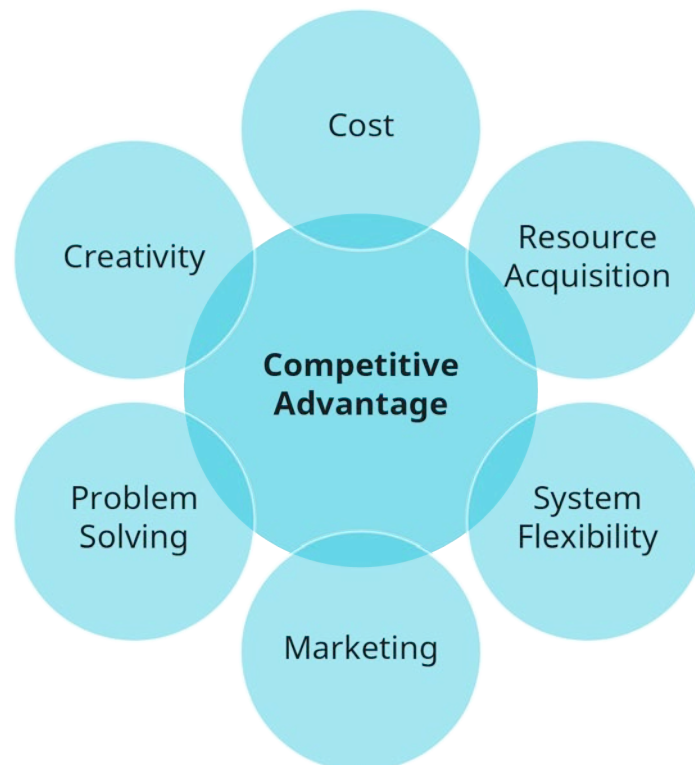 Cost
Creativity
Resource
Acquisition
Competitive
Advantage
Problem
Solving
System
Flexibility
Marketing